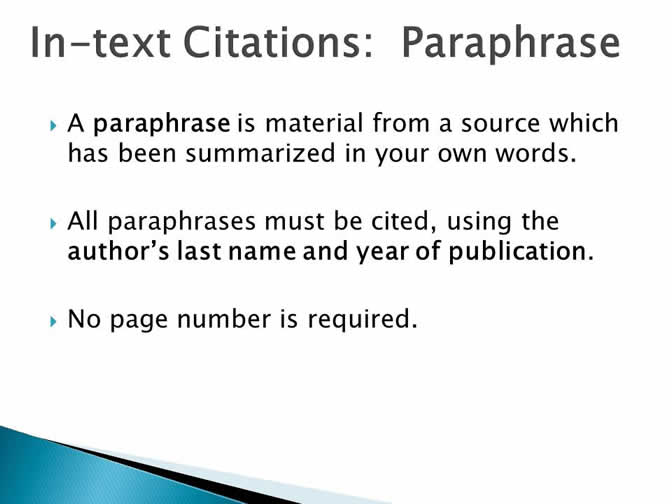 In-text Citations:  Paraphrase
A paraphrase is material from a source which
has been summarized in your own words.
All paraphrases must be cited, using the
author's last name and year of publication.
No page number is required.